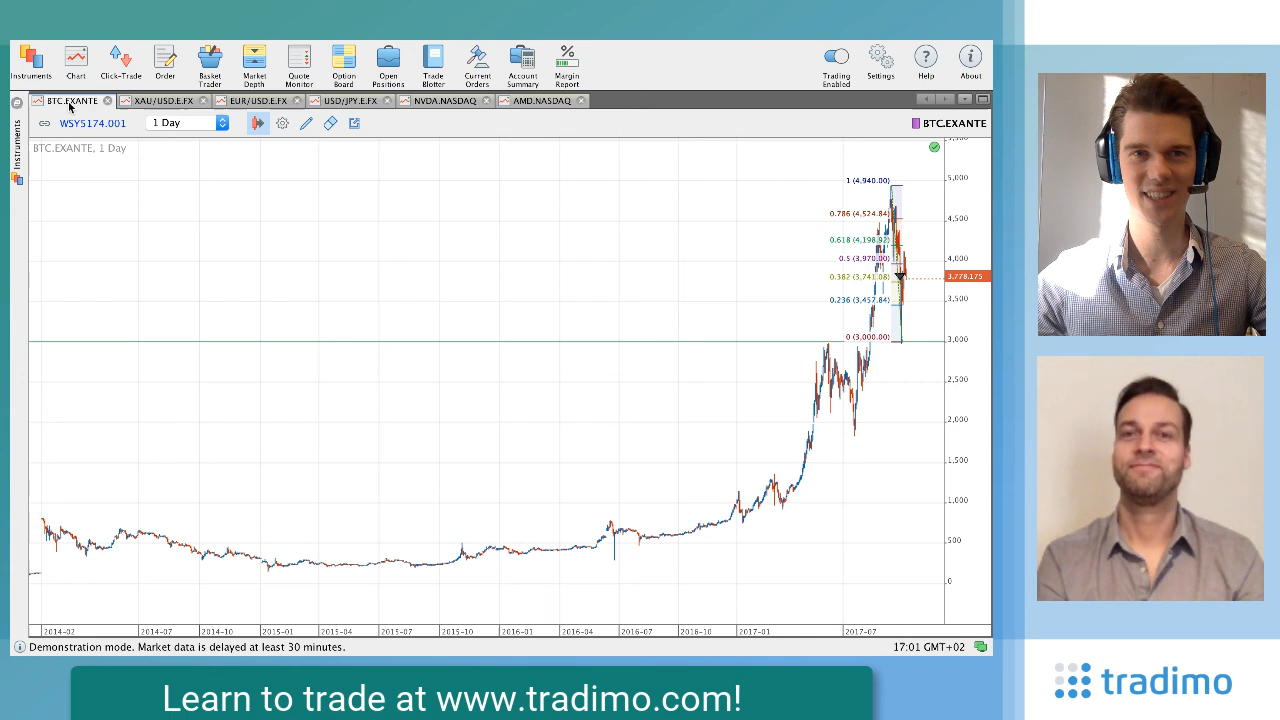 Instruments
Chart
Click-Trade
Order
Basket
Trader
Market
Depth
Quote
Monitor
Option
Board
Open
Positions
Trade
Blotter
Current
Orders
Account
Summary
%
Margin
Report
Trading
Enabled
Settings
Help
About
BTC.EXANTE
XAU/USD.E.FX
EUR/USD.E.FX
USD/JPY.E.FX
NVDA.NASDAQ
AMD.NASDAQ
Instruments
WSY5174.001
1 Day
BTC.EXANTE
BTC.EXANTE, 1 Day
1 (4,940.00)
0.786 (4,524.84)
0.618 (4,198.92)
0.5 (3,970.00)
0.382 (3,741.08)
0.236 (3,457.84)
0 (3,000.00)
5,000
4,500
4,000
3.778.175
3,500
3,000
2,500
2,000
1,500
1,000
500
0
2014-02
2014-07
2014-10
2015-01
2015-04
2015-07
2015-10
2016-01
2016-04
2016-07
2016-10
2017-01
2017-07
Demonstration mode. Market data is delayed at least 30 minutes.
17:01 GMT+02
Learn to trade at www.tradimo.com!
tradimo